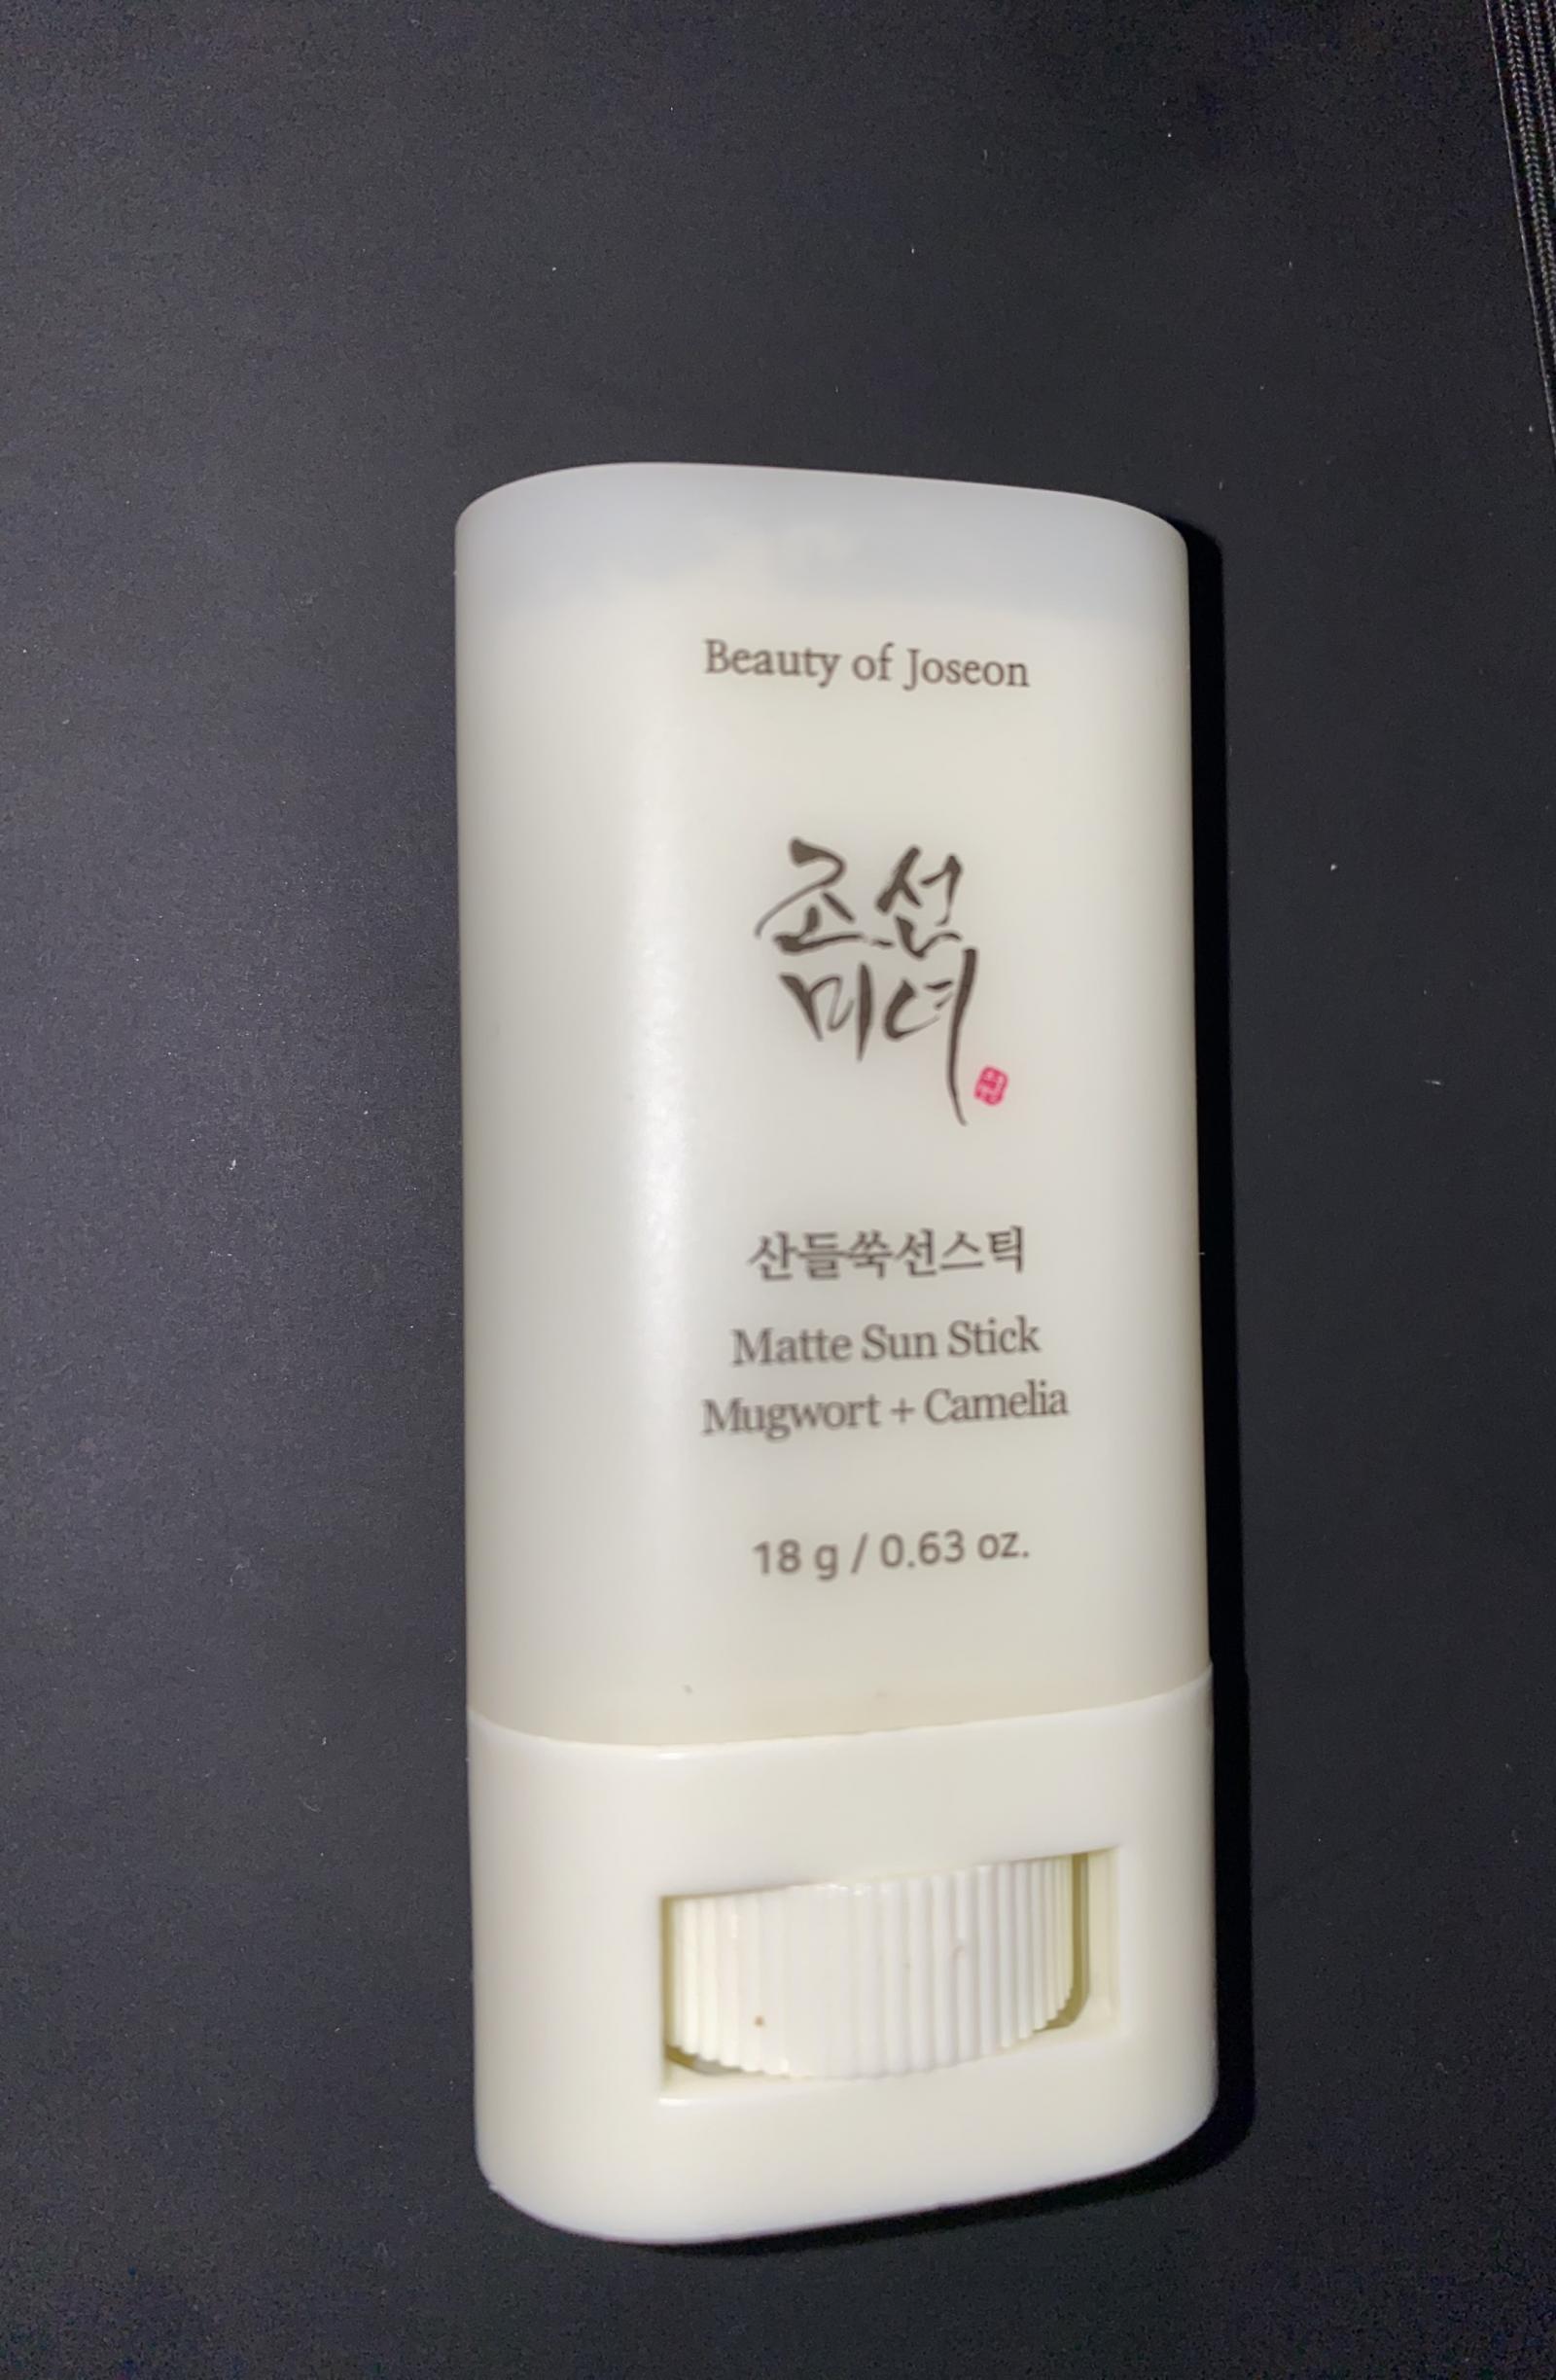 Beauty of Joseon
조선
미녀
산들쑥선스틱
Matte Sun Stick
Mugwort + Camelia
18 g / 0.63 oz.